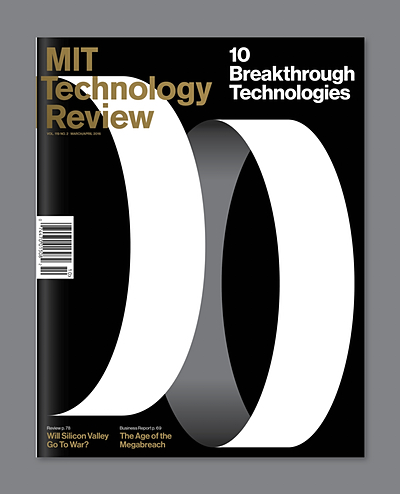 MIT
Technology
Review
10
Breakthrough
Technologies
Review p. 78
Will Silicon Valley
Go To War?
Business Report p. 69
The Age of the
Megabreach